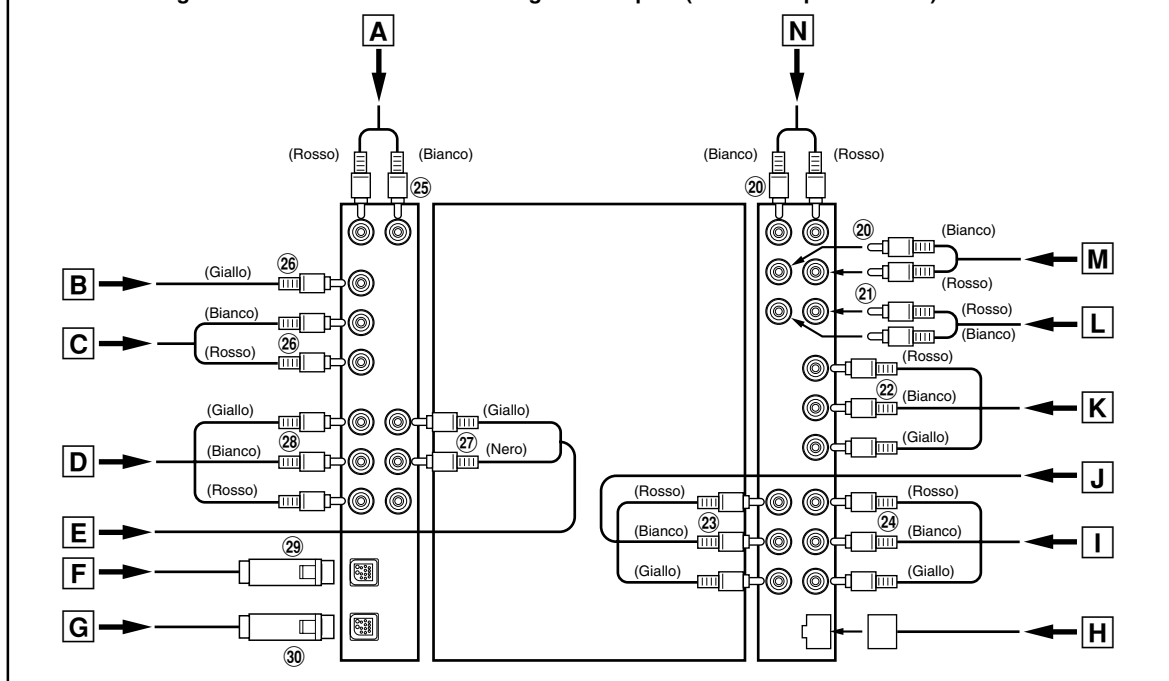 A
N
(Rosso)
(Bianco)
(Bianco)
(Rosso)
25
20
B
(Giallo)
26
20
(Bianco)
M
(Rosso)
C
(Bianco)
(Rosso)
26
21
(Rosso)
(Bianco)
L
(Rosso)
22
(Bianco)
K
(Giallo)
D
(Giallo)
28
(Bianco)
(Rosso)
(Giallo)
27
(Nero)
J
E
(Rosso)
(Bianco)
23
(Giallo)
(Rosso)
24
(Bianco)
I
(Giallo)
F
29
G
30
H